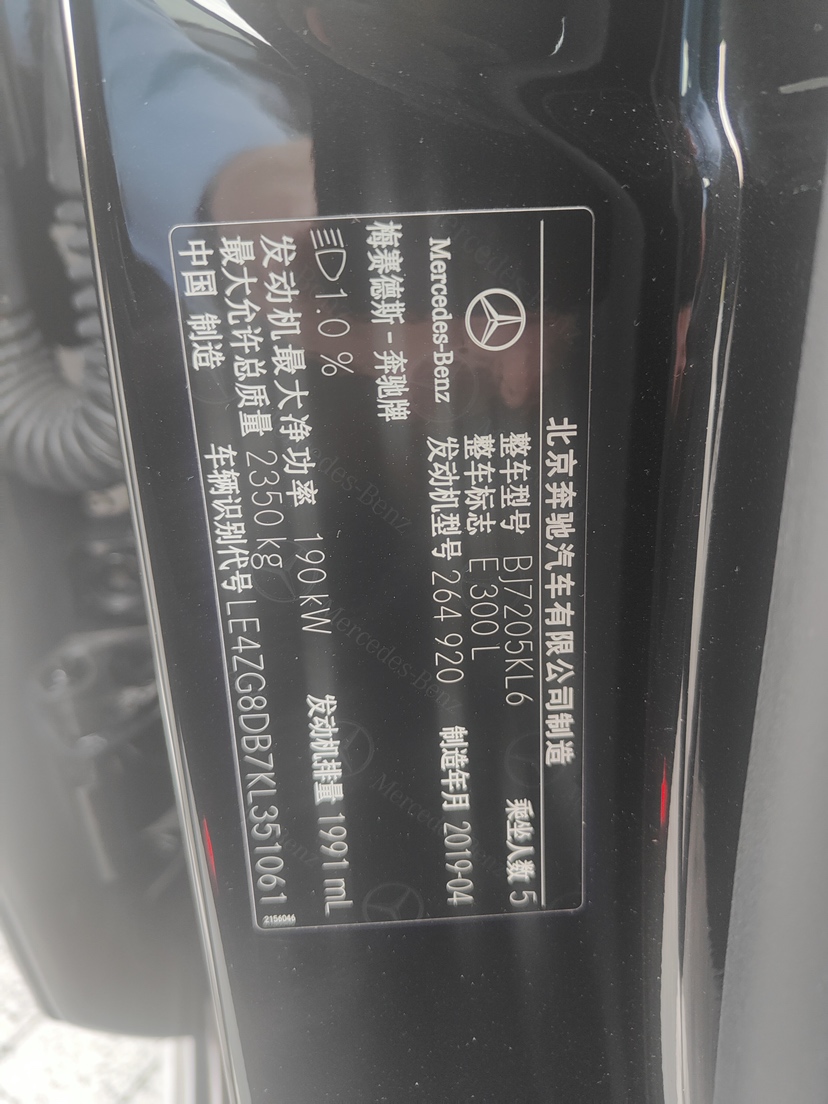 北京奔驰汽车有限公司制造
整车型号 BJ7205KL6 乘坐人数 5
整车标志 E 300 L
Mercedes-Benz 发动机型号 264 920 制造年月 2019-04
梅赛德斯-奔驰牌
1.0 % 发动机排量 1991 mL
发动机最大净功率 190 kW
最大允许总质量 2350 kg
中国 制造 车辆识别代号 LE4ZG8DB7KL351061
2156046